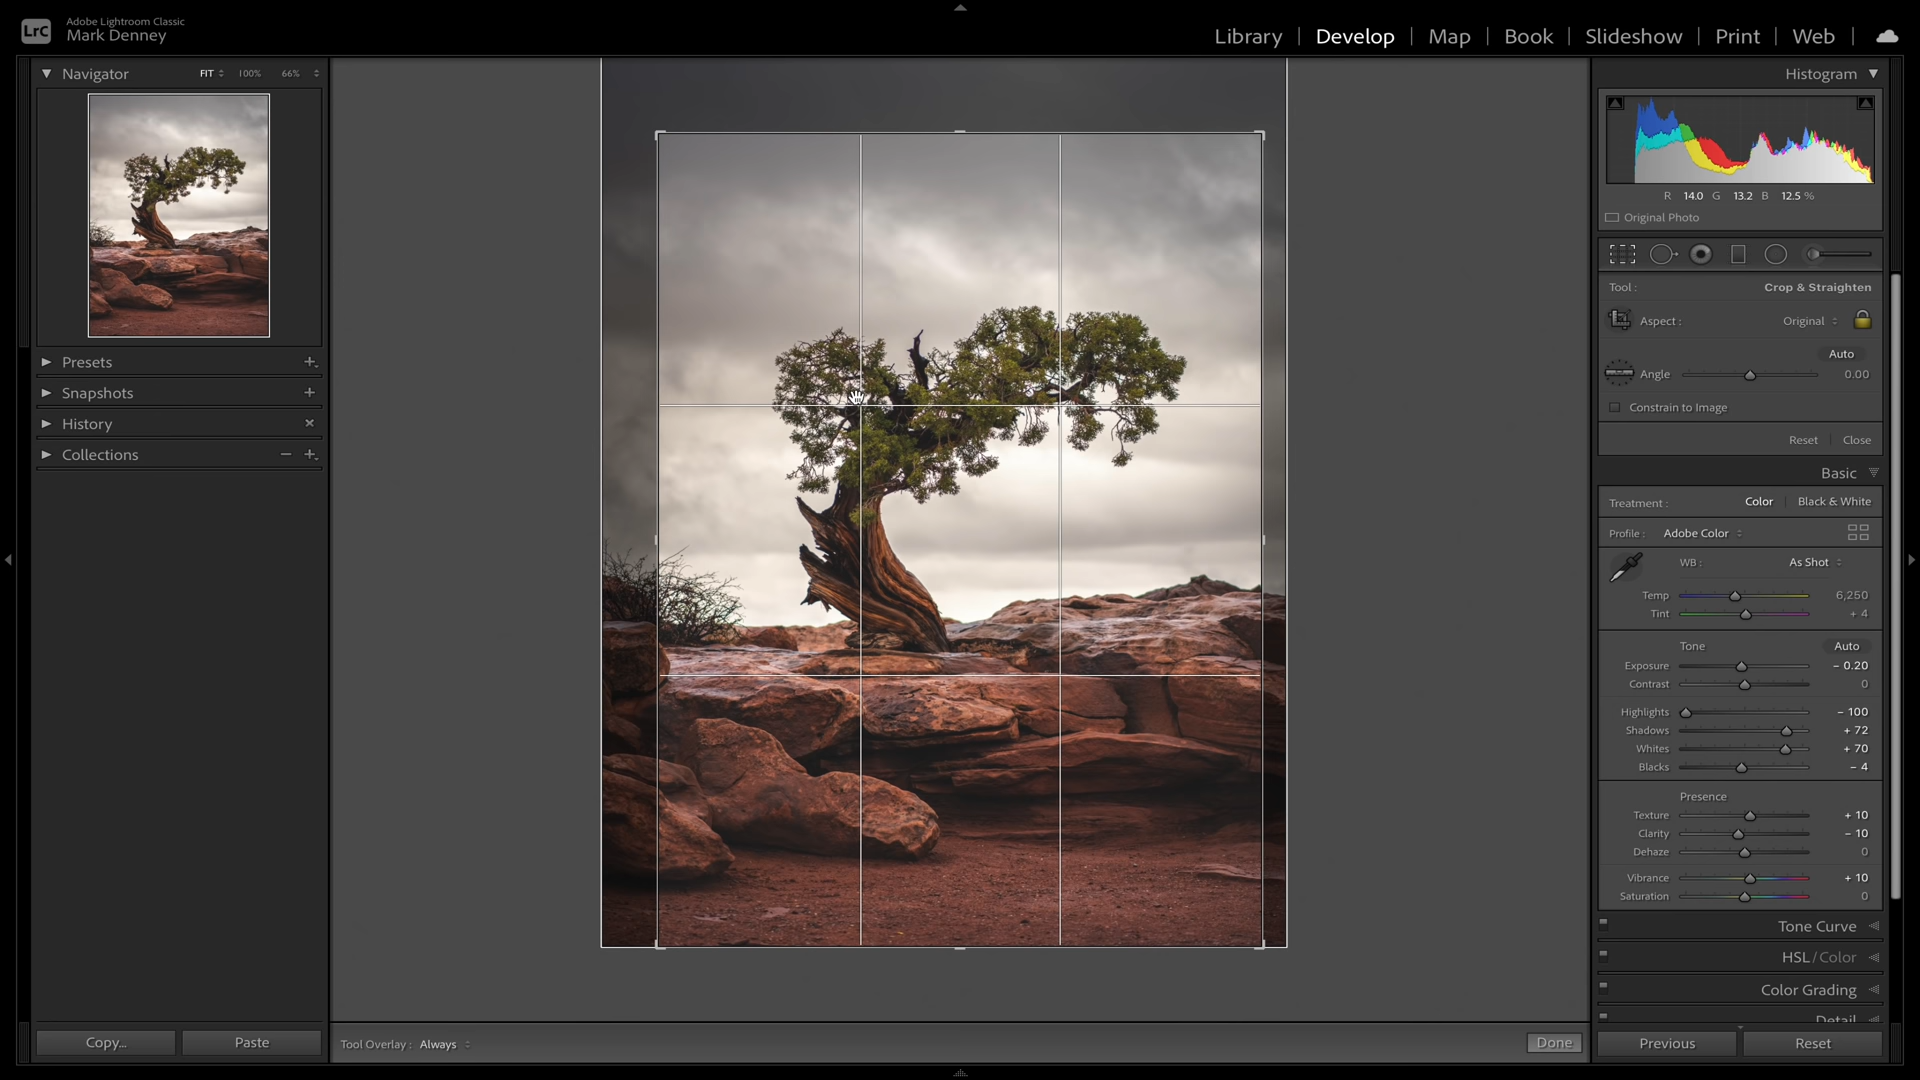 LrC
Adobe Lightroom Classic
Mark Denney
Library | Develop | Map | Book | Slideshow | Print | Web |
Navigator FIT 100% 66%
Presets
Snapshots
History
Collections
Copy... Paste
Tool Overlay : Always
Done
Histogram
R 14.0 G 13.2 B 12.5 %
Original Photo
Tool : Crop & Straighten
Aspect : Original
Auto
Angle 0.00
Constrain to Image
Reset | Close
Basic
Treatment : Color | Black & White
Profile : Adobe Color
WB : As Shot
Temp 6,250
Tint + 4
Tone Auto
Exposure - 0.20
Contrast 0
Highlights - 100
Shadows + 72
Whites + 70
Blacks - 4
Presence
Texture + 10
Clarity - 10
Dehaze 0
Vibrance + 10
Saturation 0
Tone Curve
HSL / Color
Color Grading
Detail
Previous Reset